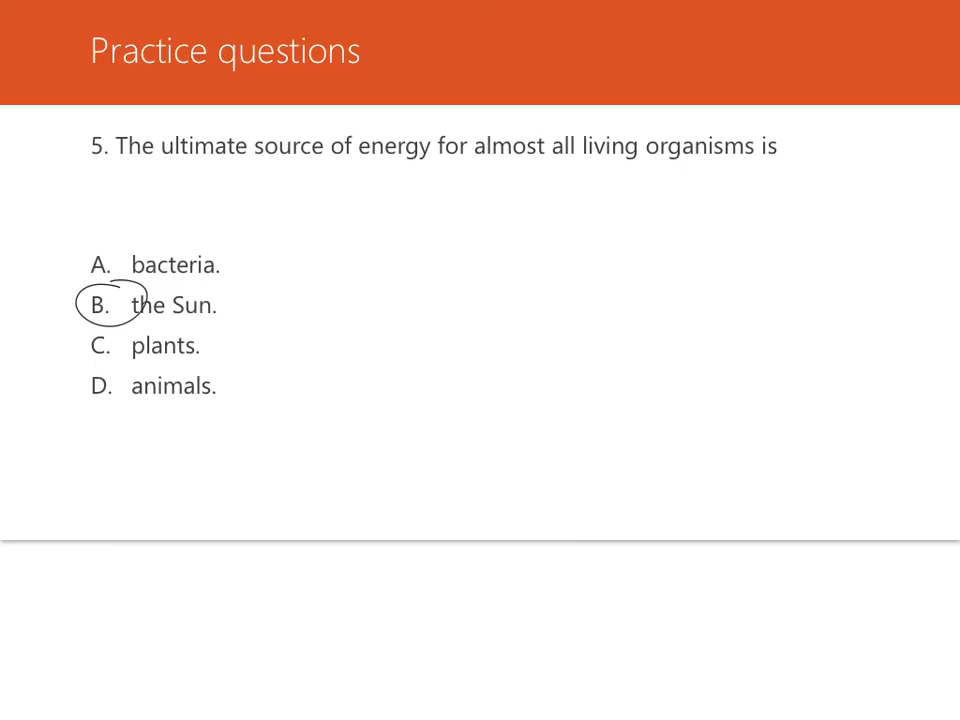 Practice questions
5. The ultimate source of energy for almost all living organisms is
A. bacteria.
B. the Sun.
C. plants.
D. animals.